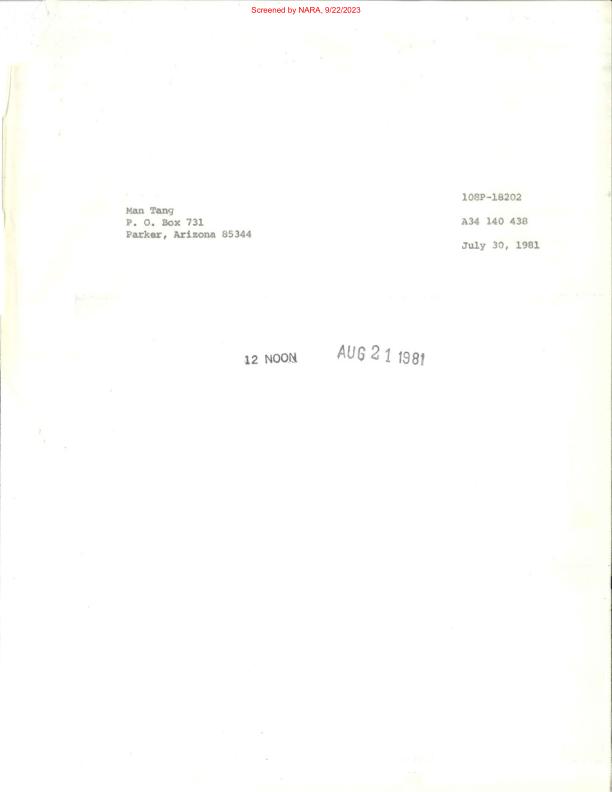 Screened by NARA, 9/22/2023
108P-18202
Man Tang
P. O. Box 731
A34 140 438
Parker, Arizona 85344
July 30, 1981
12 NOON AUG 21 1981